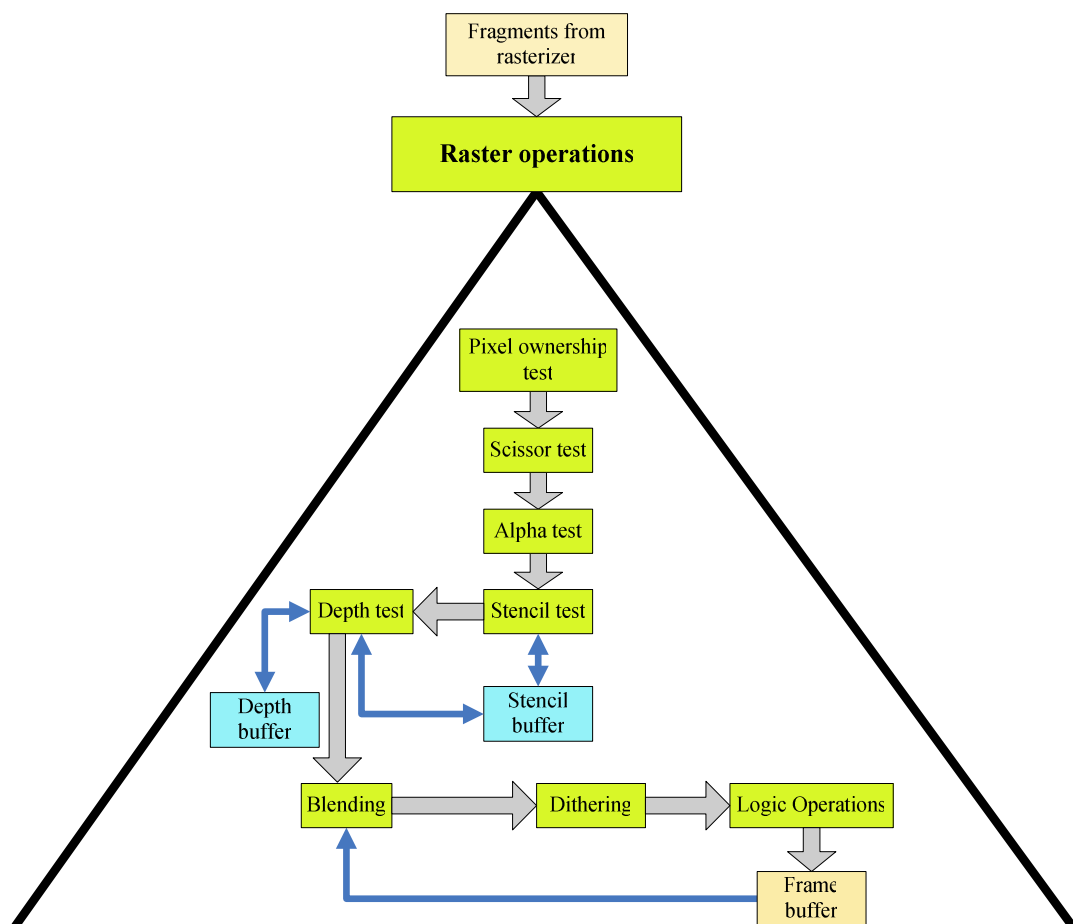 Fragments from
rasterizer
Raster operations
Pixel ownership
test
Scissor test
Alpha test
Depth test
Stencil test
Depth
buffer
Stencil
buffer
Blending
Dithering
Logic Operations
Frame
buffer